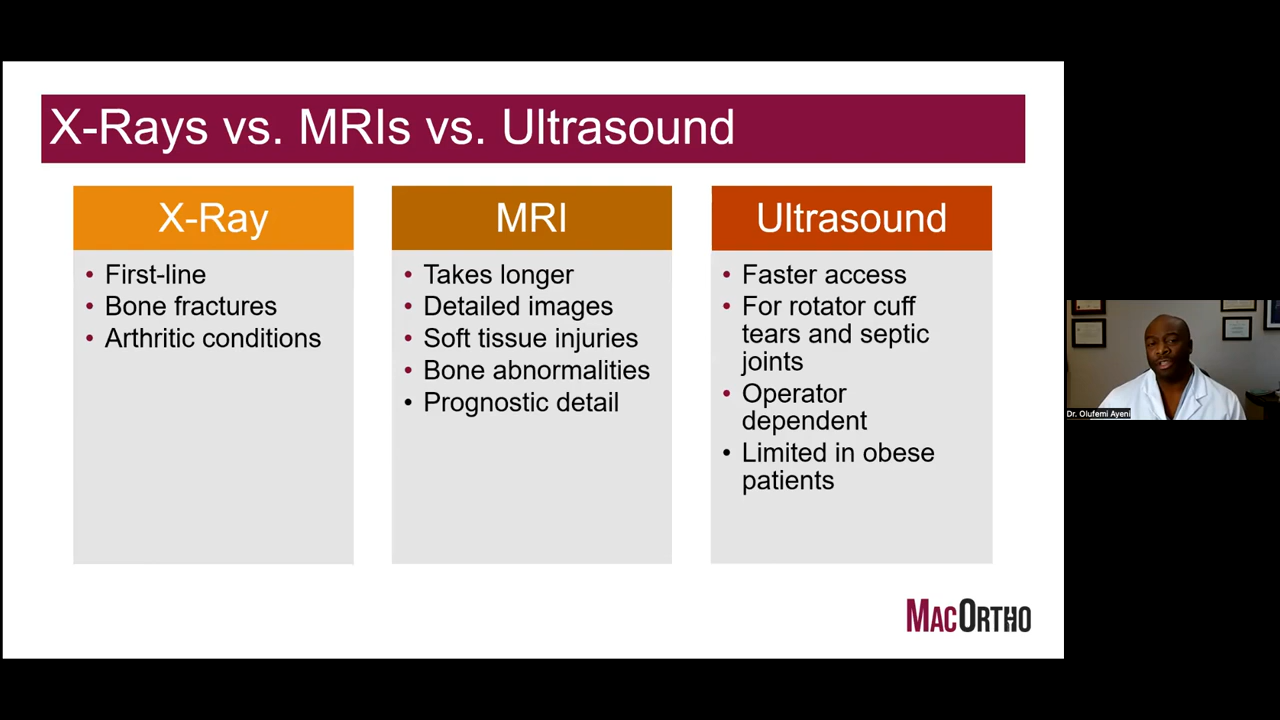 X-Rays vs. MRIs vs. Ultrasound
X-Ray
• First-line
• Bone fractures
• Arthritic conditions
MRI
• Takes longer
• Detailed images
• Soft tissue injuries
• Bone abnormalities
• Prognostic detail
Ultrasound
• Faster access
• For rotator cuff
tears and septic
joints
• Operator
dependent
• Limited in obese
patients
MACORTHO
Dr. Olufemi Ayeni